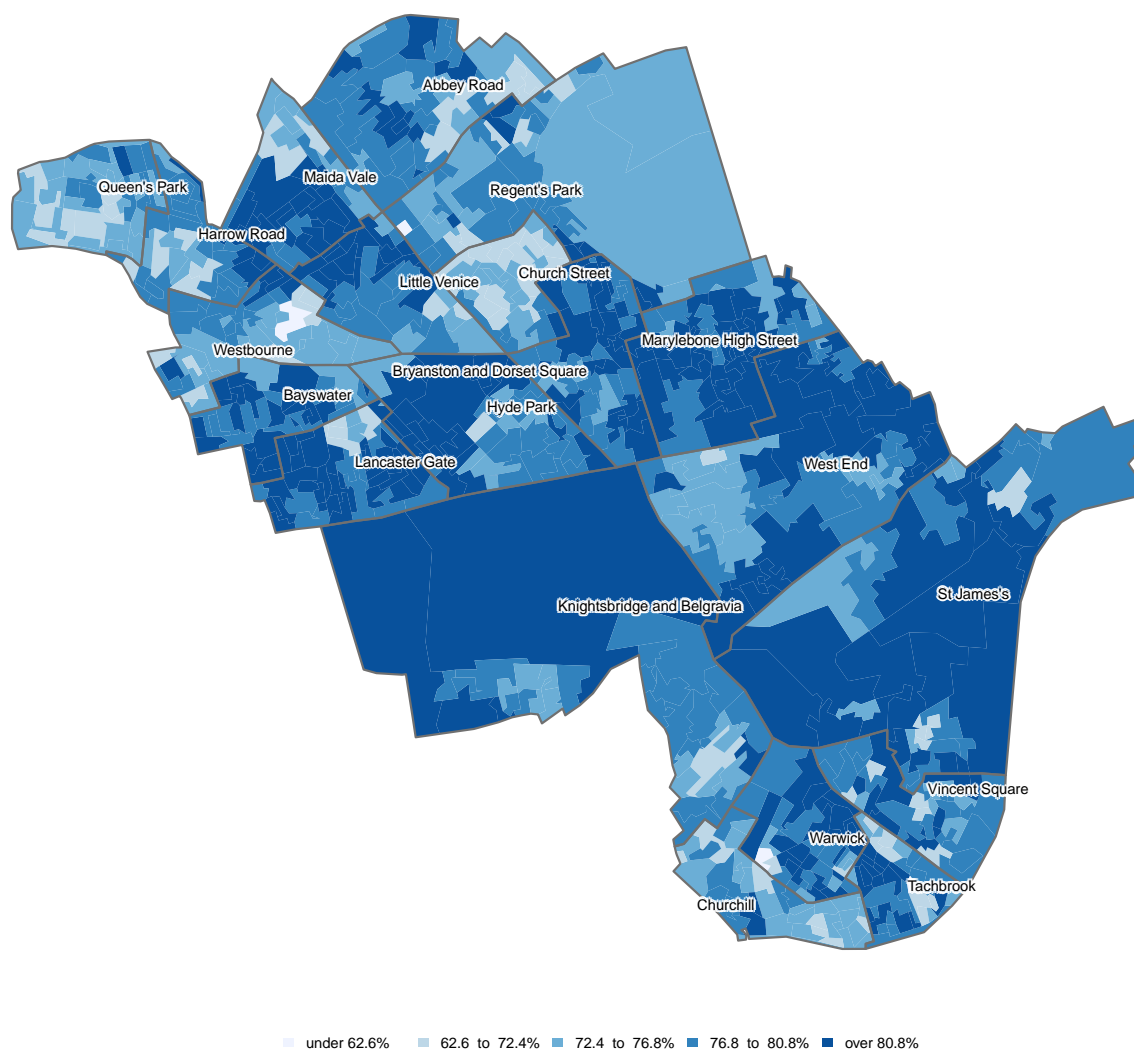 Abbey Road
Maida Vale
Queen's Park
Regent's Park
Harrow Road
Church Street
Little Venice
Marylebone High Street
Westbourne
Bryanston and Dorset Square
Bayswater
Hyde Park
Lancaster Gate
West End
St James's
Knightsbridge and Belgravia
Vincent Square
Warwick
Tachbrook
Churchill
under 62.6% 62.6 to 72.4% 72.4 to 76.8% 76.8 to 80.8% over 80.8%